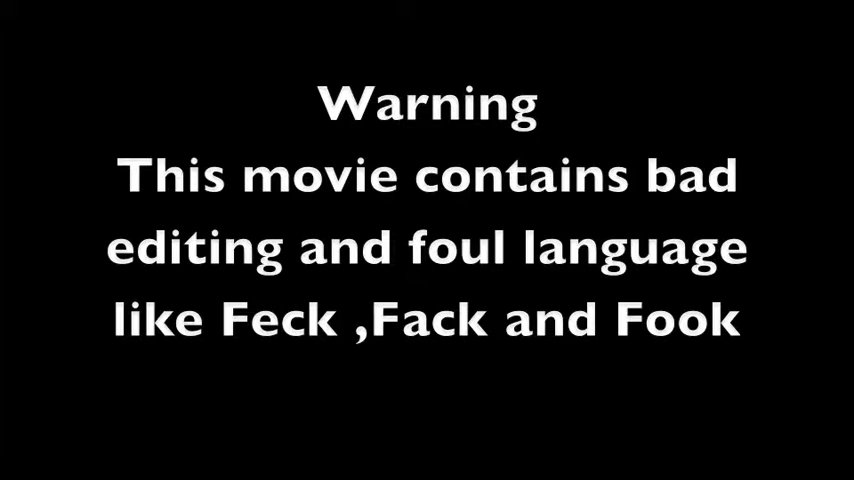 Warning
This movie contains bad
editing and foul language
like Feck ,Fack and Fook